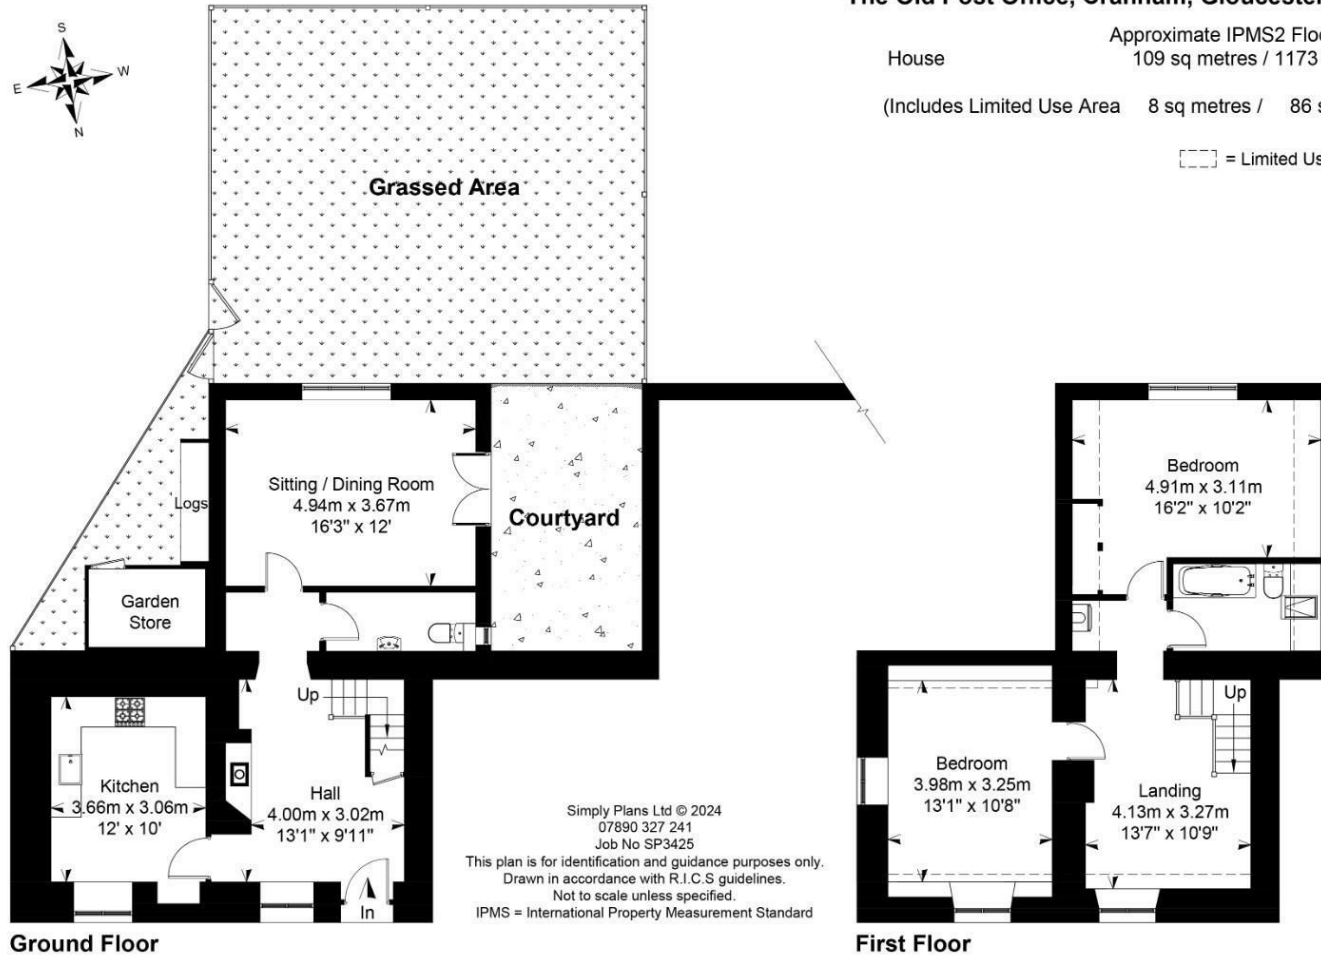 The Old Post Office, Cranham,
Approximate IPMS2
House 109 sq metres / 1173
(Includes Limited Use Area 8 sq metres / 86
= Limited
S
E
W
N
Grassed Area
Logs
Garden
Store
Sitting / Dining Room
4.94m x 3.67m
16'3" x 12'
Courtyard
Up
Kitchen
3.66m x 3.06m
12' x 10'
Hall
4.00m x 3.02m
13'1" x 9'11"
In
Ground Floor
Simply Plans Ltd © 2024
07890 327 241
Job No SP3425
This plan is for identification and guidance purposes only.
Drawn in accordance with R.I.C.S guidelines.
Not to scale unless specified.
IPMS = International Property Measurement Standard
Bedroom
4.91m x 3.11m
16'2" x 10'2"
Up
Bedroom
3.98m x 3.25m
13'1" x 10'8"
Landing
4.13m x 3.27m
13'7" x 10'9"
First Floor